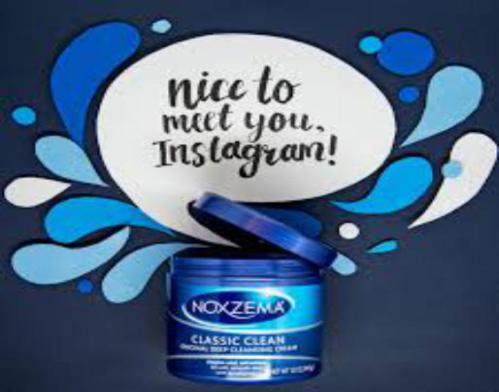 nice to
meet you,
Instagram!
NOXZEMA
CLASSIC CLEAN
ORIGINAL DEEP CLEANSING CREAM